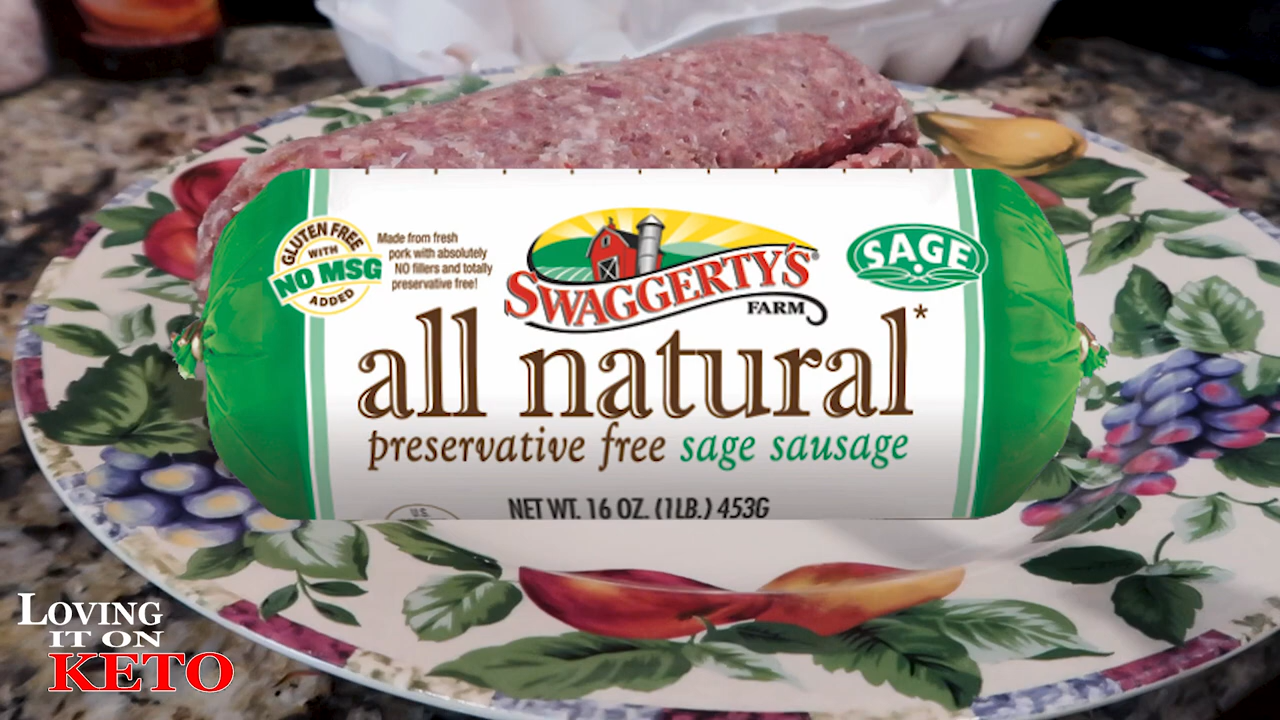 GLUTEN FREE
WITH
NO MSG
ADDED
Made from fresh
pork with absolutely
NO fillers and totally
preservative free!
SWAGGERTY'S®
FARM
SAGE
all natural*
preservative free sage sausage
U.S.
NET WT. 16 OZ. (1LB.) 453G
LOVING
IT ON
KETO